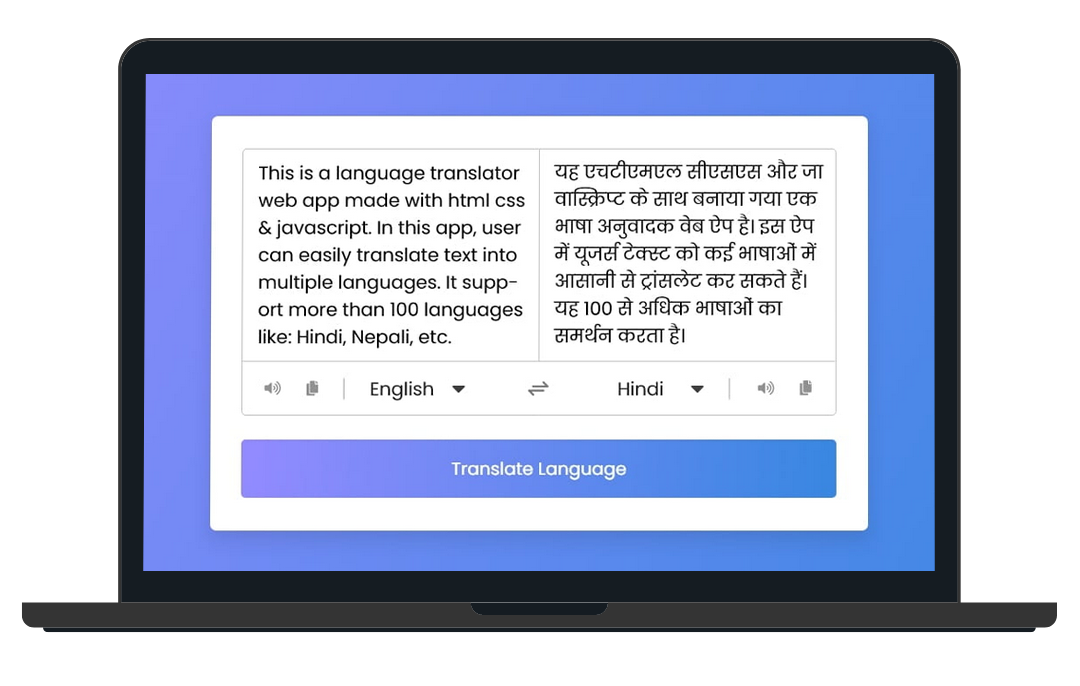 This is a language translator
web app made with html css
& javascript. In this app, user
can easily translate text into
multiple languages. It supp-
ort more than 100 languages
like: Hindi, Nepali, etc.
यह एचटीएमएल सीएसएस और जा
वास्क्रिप्ट के साथ बनाया गया एक
भाषा अनुवादक वेब ऐप है। इस ऐप
में यूजर्स टेक्स्ट को कई भाषाओं में
आसानी से ट्रांसलेट कर सकते हैं।
यह 100 से अधिक भाषाओं का
समर्थन करता है।
English
Hindi
Translate Language